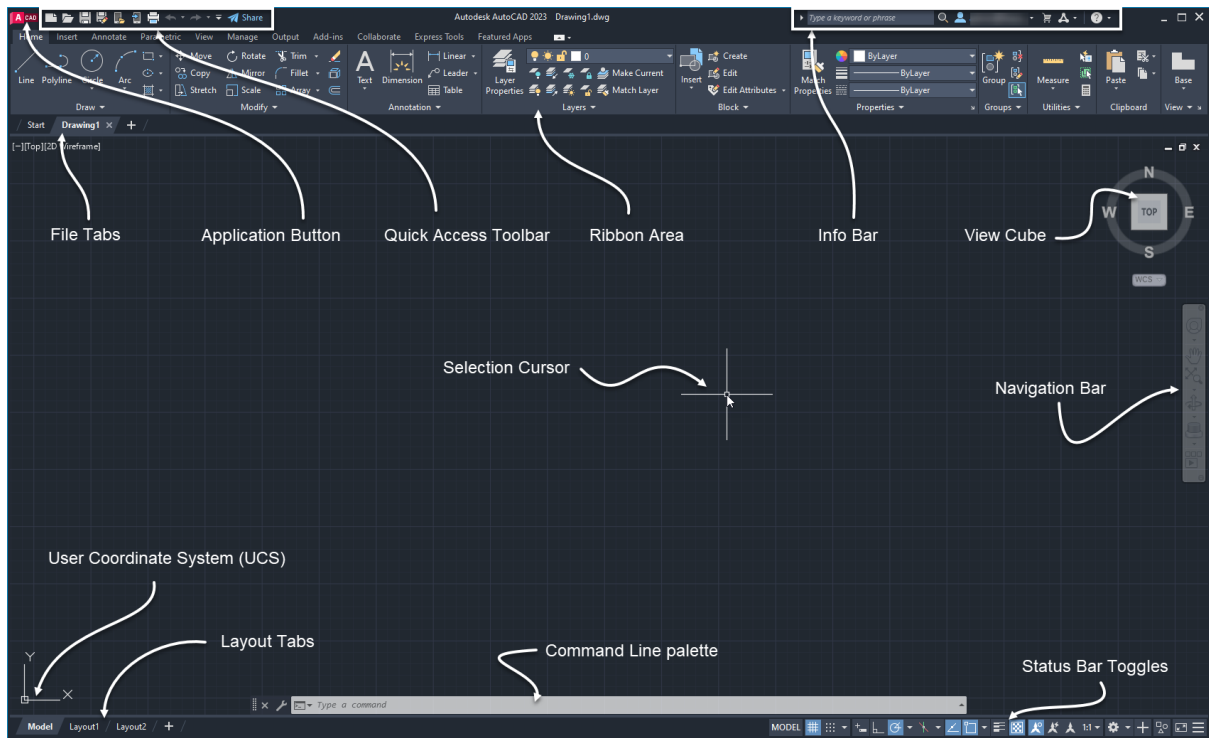 A CAD Share Autodesk AutoCAD 2023 Drawing1.dwg Type a keyword or phrase
Home Insert Annotate Parametric View Manage Output Add-ins Collaborate Express Tools Featured Apps
Move Rotate Trim Linear 0 Create ByLayer
Line Polyline Circle Arc Copy Mirror Fillet Text Dimension Leader Layer Properties Make Current Insert Edit Match Properties ByLayer Group Measure Paste Base
Stretch Scale Array Table Match Layer Edit Attributes ByLayer
Draw Modify Annotation Layers Block Properties Groups Utilities Clipboard View
Start Drawing1 +
[−][Top][2D Wireframe]
N
W TOP E
S
WCS
File Tabs Application Button Quick Access Toolbar Ribbon Area Info Bar View Cube
Selection Cursor
Navigation Bar
User Coordinate System (UCS)
Layout Tabs
Command Line palette
Status Bar Toggles
Y
X
Type a command
Model Layout1 Layout2 + MODEL 1:1